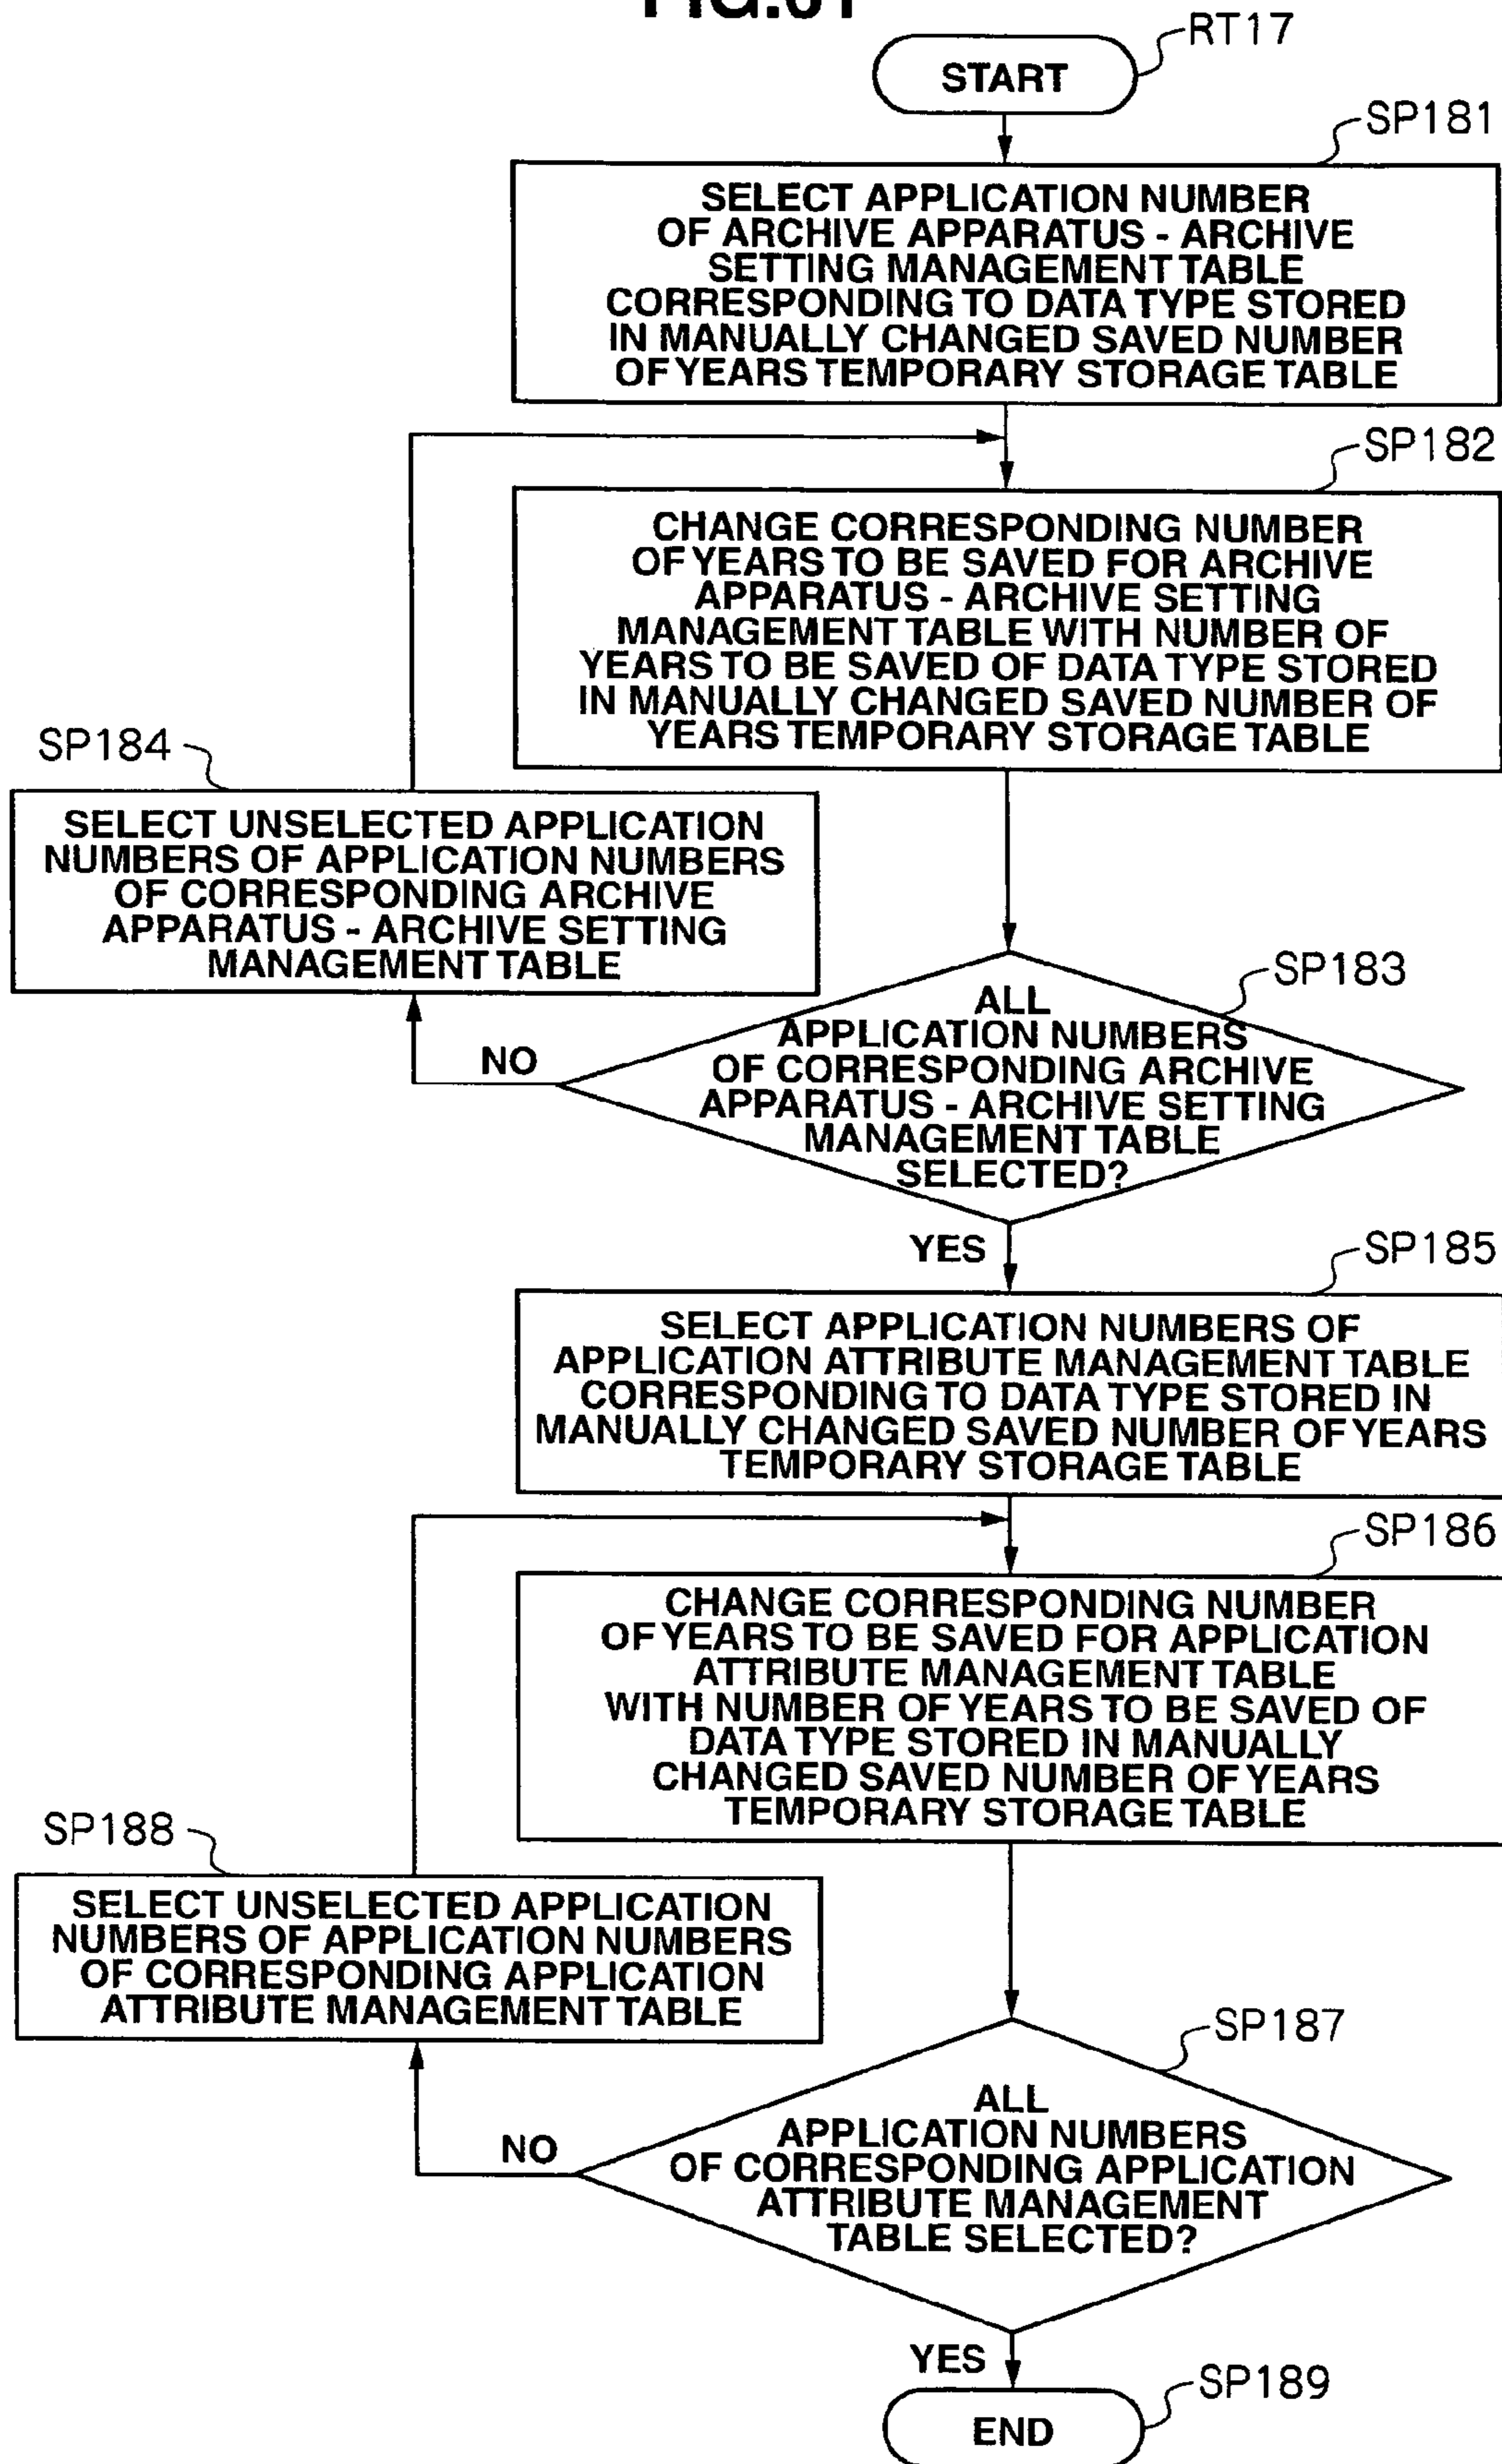 RT17
START
SP181
SELECT APPLICATION NUMBER
OF ARCHIVE APPARATUS - ARCHIVE
SETTING MANAGEMENT TABLE
CORRESPONDING TO DATA TYPE STORED
IN MANUALLY CHANGED SAVED NUMBER
OF YEARS TEMPORARY STORAGE TABLE
SP182
CHANGE CORRESPONDING NUMBER
OF YEARS TO BE SAVED FOR ARCHIVE
APPARATUS - ARCHIVE SETTING
MANAGEMENT TABLE WITH NUMBER OF
YEARS TO BE SAVED OF DATA TYPE STORED
IN MANUALLY CHANGED SAVED NUMBER OF
YEARS TEMPORARY STORAGE TABLE
SP184
SELECT UNSELECTED APPLICATION
NUMBERS OF APPLICATION NUMBERS
OF CORRESPONDING ARCHIVE
APPARATUS - ARCHIVE SETTING
MANAGEMENT TABLE
SP183
ALL
APPLICATION NUMBERS
OF CORRESPONDING ARCHIVE
APPARATUS - ARCHIVE SETTING
MANAGEMENT TABLE
SELECTED?
NO
YES
SP185
SELECT APPLICATION NUMBERS OF
APPLICATION ATTRIBUTE MANAGEMENT TABLE
CORRESPONDING TO DATA TYPE STORED IN
MANUALLY CHANGED SAVED NUMBER OF YEARS
TEMPORARY STORAGE TABLE
SP186
CHANGE CORRESPONDING NUMBER
OF YEARS TO BE SAVED FOR APPLICATION
ATTRIBUTE MANAGEMENT TABLE
WITH NUMBER OF YEARS TO BE SAVED OF
DATA TYPE STORED IN MANUALLY
CHANGED SAVED NUMBER OF YEARS
TEMPORARY STORAGE TABLE
SP188
SELECT UNSELECTED APPLICATION
NUMBERS OF APPLICATION NUMBERS
OF CORRESPONDING APPLICATION
ATTRIBUTE MANAGEMENT TABLE
SP187
ALL
APPLICATION NUMBERS
OF CORRESPONDING APPLICATION
ATTRIBUTE MANAGEMENT
TABLE SELECTED?
NO
YES
SP189
END